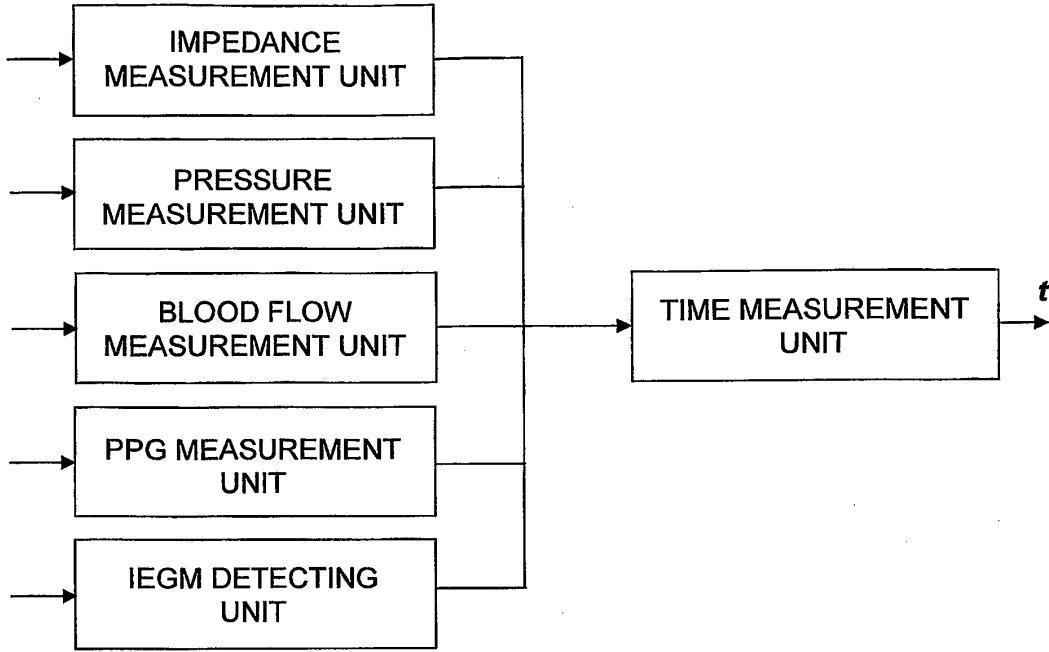 IMPEDANCE
MEASUREMENT UNIT
PRESSURE
MEASUREMENT UNIT
BLOOD FLOW
MEASUREMENT UNIT
PPG MEASUREMENT
UNIT
IEGM DETECTING
UNIT
TIME MEASUREMENT
UNIT
t